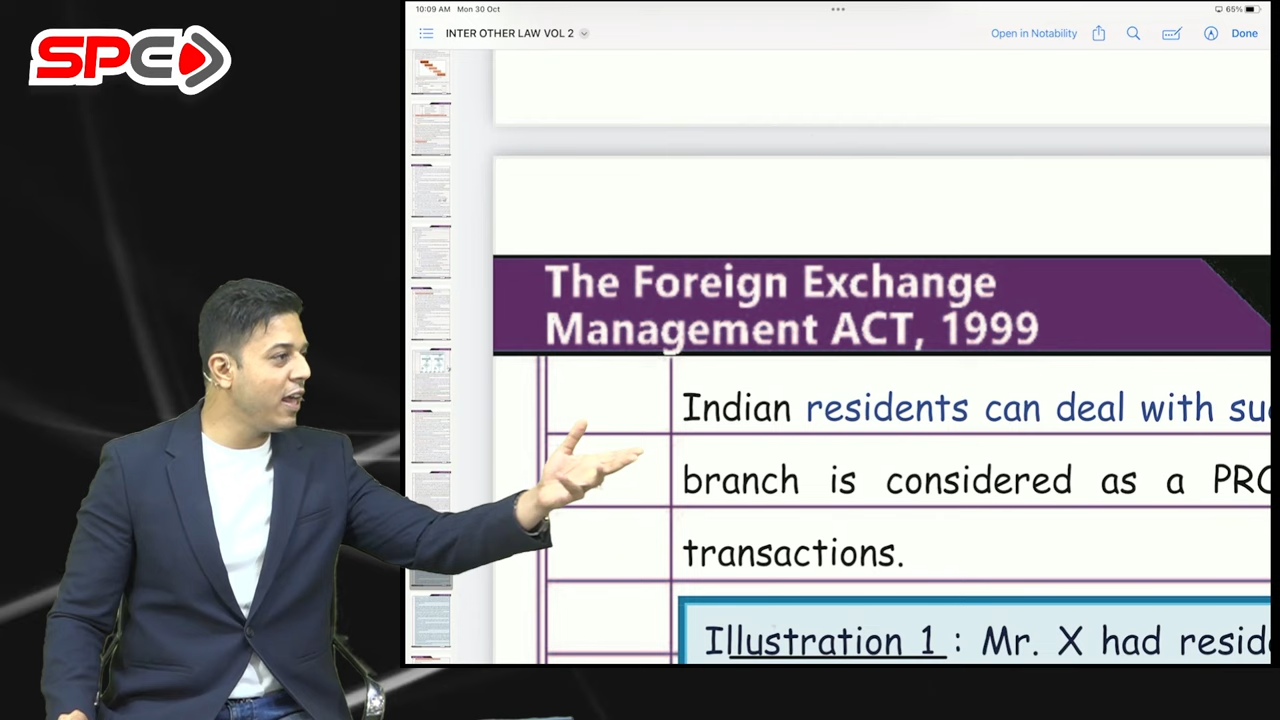 SPE
10:09 AM Mon 30 Oct
65%
INTER OTHER LAW VOL 2
Open in Notability
Done
The Foreign Exchange
Management ACT, 1999
Indian residents can deal with su
branch is considered as a PRO
transactions.
Illustration 1 : Mr. X had resid